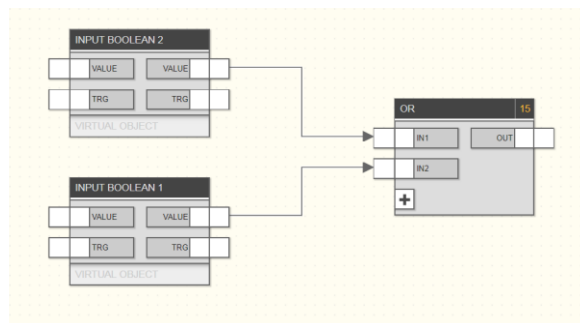 INPUT BOOLEAN 2
VALUE VALUE
TRG TRG
VIRTUAL OBJECT
OR 15
IN1 OUT
IN2
+
INPUT BOOLEAN 1
VALUE VALUE
TRG TRG
VIRTUAL OBJECT